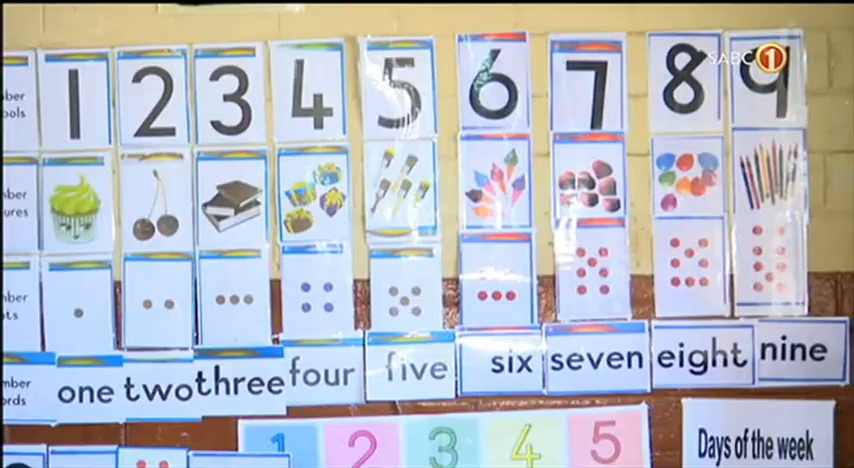 1 2 3 4 5 6 7 8 9
SABC 1
one two three four five six seven eight nine
1 2 3 4 5
Days of the week